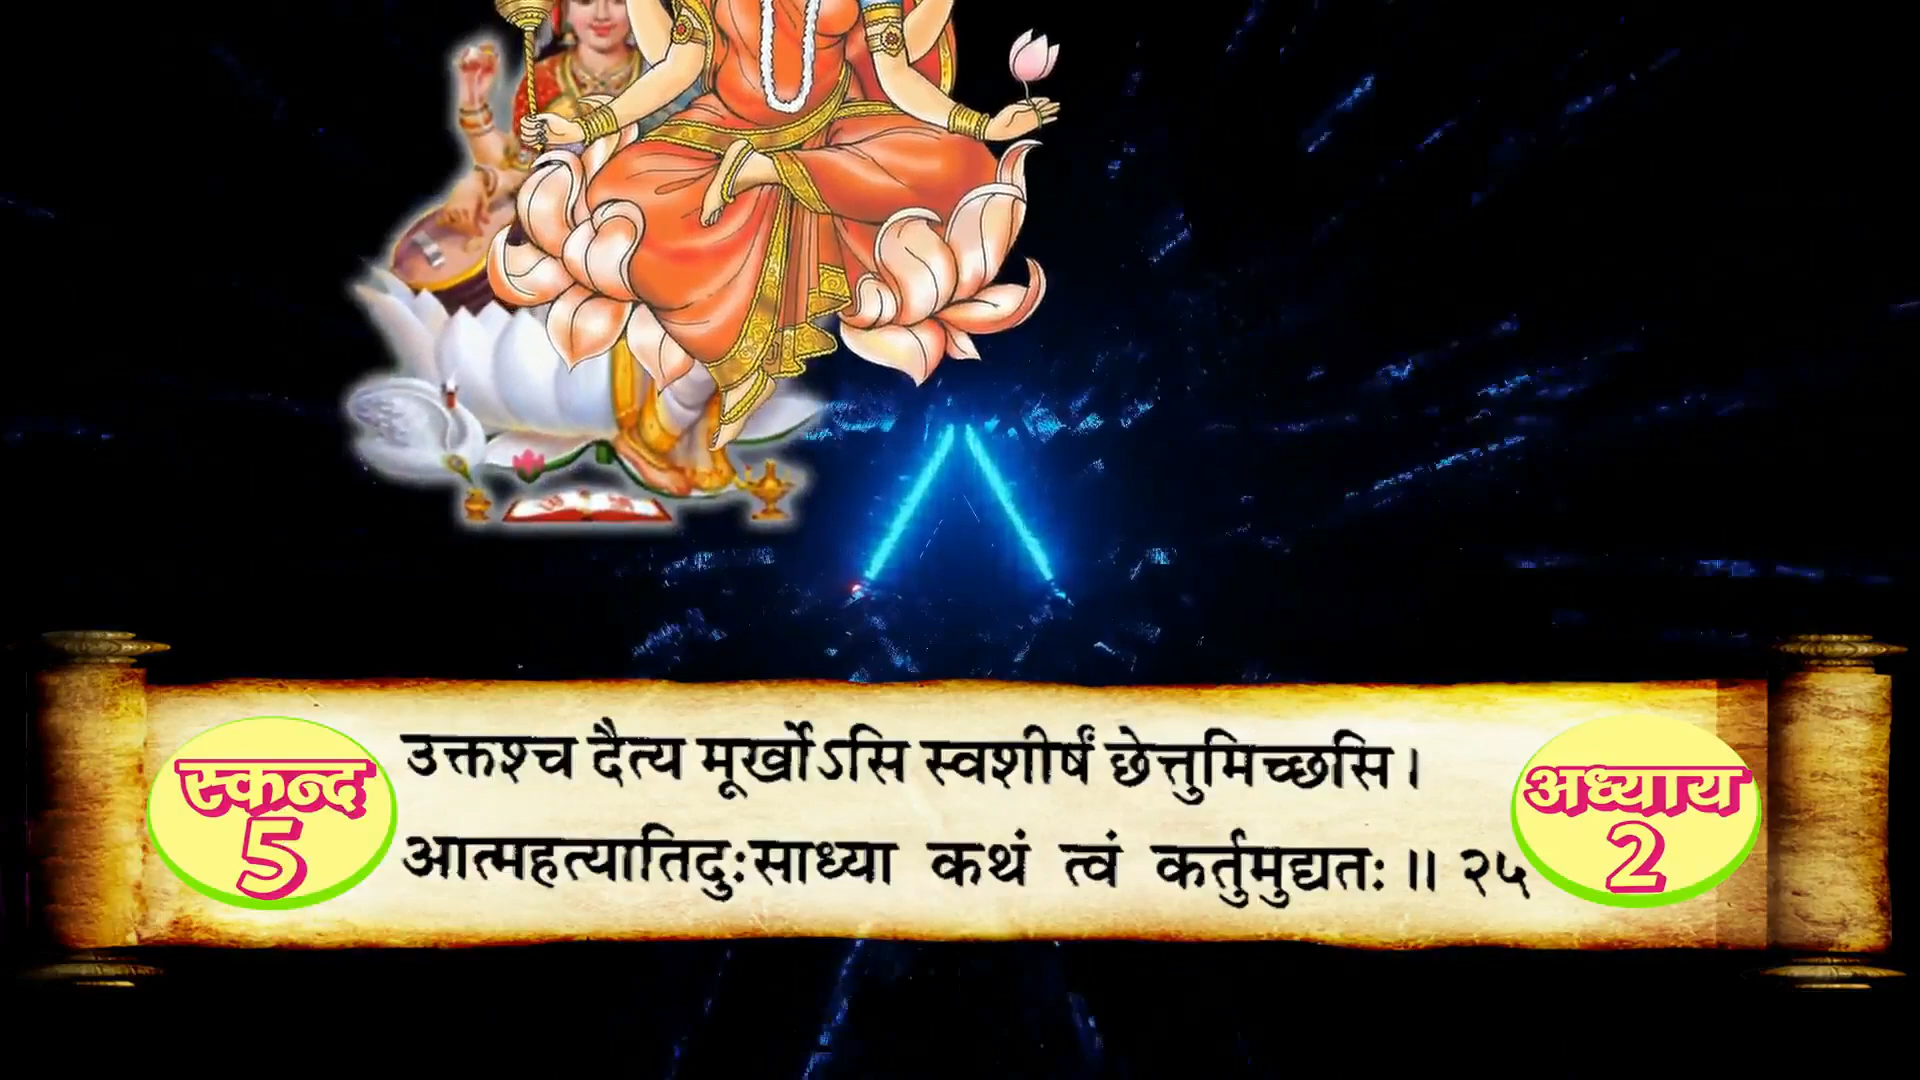 स्कन्द
5
उक्तश्च दैत्य मूर्खोऽसि स्वशीर्षं छेत्तुमिच्छसि।
आत्महत्यातिदुःसाध्या कथं त्वं कर्तुमुद्यतः॥ २५
अध्याय
2